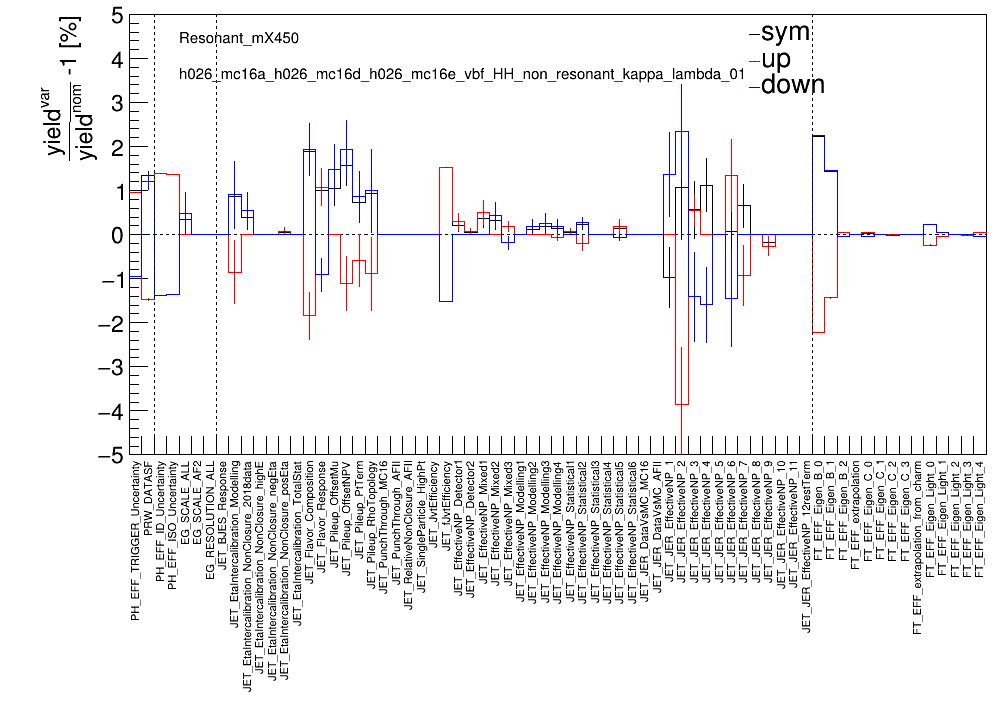 Resonant_mX450
h026_mc16a_h026_mc16d_h026_mc16e_vbf_HH_non_resonant_kappa_lambda_01
sym
up
down
yield^var
yield^nom -1 [%]
5
4
3
2
1
0
−1
−2
−3
−4
−5
PH_EFF_TRIGGER_Uncertainty
PRW_DATASF
PH_EFF_ID_Uncertainty
PH_EFF_ISO_Uncertainty
EG_SCALE_ALL
EG_SCALE_AF2
EG_RESOLUTION_ALL
JET_BJES_Response
JET_EtaIntercalibration_Modelling
JET_EtaIntercalibration_NonClosure_2018data
JET_EtaIntercalibration_NonClosure_highE
JET_EtaIntercalibration_NonClosure_negEta
JET_EtaIntercalibration_NonClosure_posEta
JET_EtaIntercalibration_TotalStat
JET_Flavor_Composition
JET_Flavor_Response
JET_Pileup_OffsetMu
JET_Pileup_OffsetNPV
JET_Pileup_PtTerm
JET_Pileup_RhoTopology
JET_PunchThrough_MC16
JET_PunchThrough_AFII
JET_RelativeNonClosure_AFII
JET_SingleParticle_HighPt
JET_JvtEfficiency
JET_fJvtEfficiency
JET_EffectiveNP_Detector1
JET_EffectiveNP_Detector2
JET_EffectiveNP_Mixed1
JET_EffectiveNP_Mixed2
JET_EffectiveNP_Mixed3
JET_EffectiveNP_Modelling1
JET_EffectiveNP_Modelling2
JET_EffectiveNP_Modelling3
JET_EffectiveNP_Modelling4
JET_EffectiveNP_Statistical1
JET_EffectiveNP_Statistical2
JET_EffectiveNP_Statistical3
JET_EffectiveNP_Statistical4
JET_EffectiveNP_Statistical5
JET_EffectiveNP_Statistical6
JET_JER_DataVsMC_MC16
JET_JER_DataVsMC_AFII
JET_JER_EffectiveNP_1
JET_JER_EffectiveNP_2
JET_JER_EffectiveNP_3
JET_JER_EffectiveNP_4
JET_JER_EffectiveNP_5
JET_JER_EffectiveNP_6
JET_JER_EffectiveNP_7
JET_JER_EffectiveNP_8
JET_JER_EffectiveNP_9
JET_JER_EffectiveNP_10
JET_JER_EffectiveNP_11
JET_JER_EffectiveNP_12restTerm
FT_EFF_Eigen_B_0
FT_EFF_Eigen_B_1
FT_EFF_Eigen_B_2
FT_EFF_extrapolation
FT_EFF_Eigen_C_0
FT_EFF_Eigen_C_1
FT_EFF_Eigen_C_2
FT_EFF_Eigen_C_3
FT_EFF_extrapolation_from_charm
FT_EFF_Eigen_Light_0
FT_EFF_Eigen_Light_1
FT_EFF_Eigen_Light_2
FT_EFF_Eigen_Light_3
FT_EFF_Eigen_Light_4